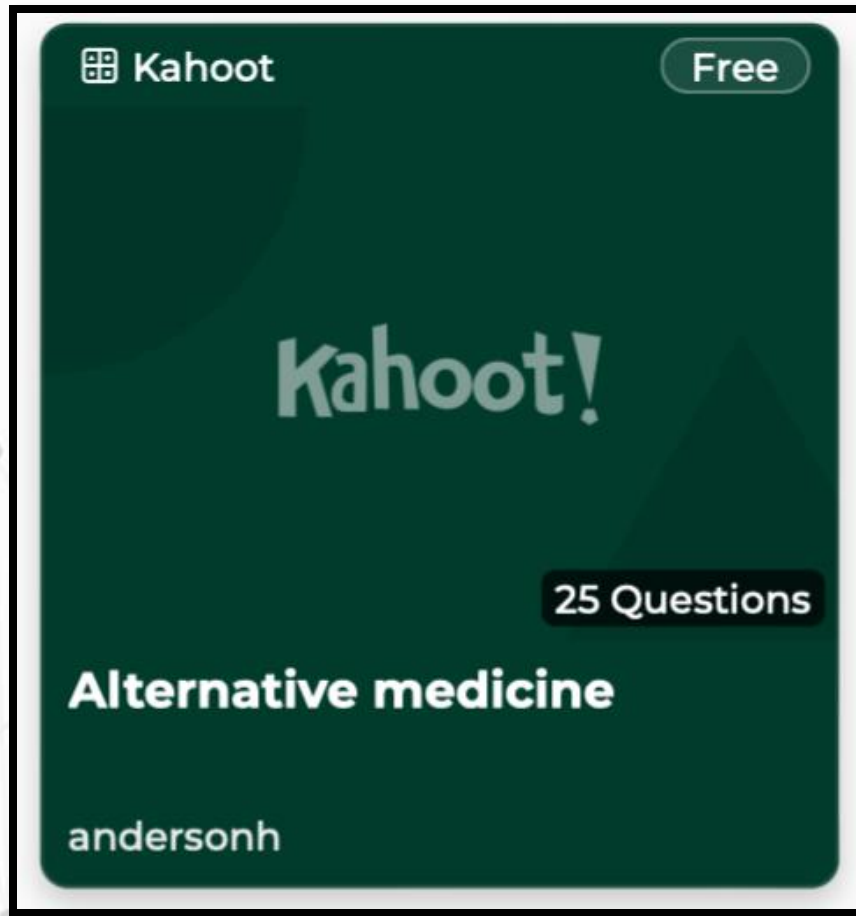 Kahoot
Free
Kahoot!
25 Questions
Alternative medicine
andersonh